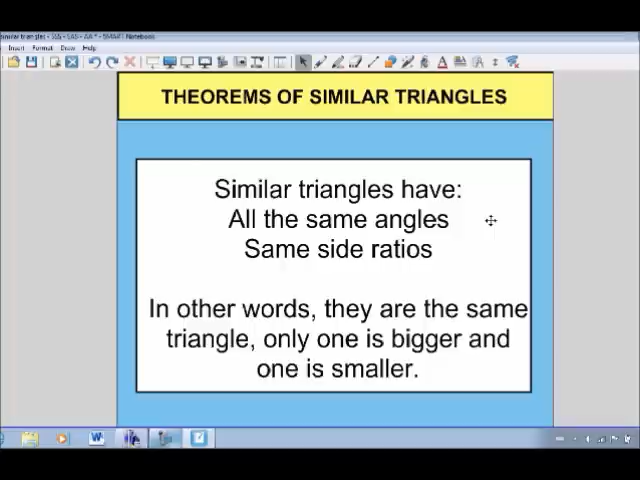 similar triangles - SSS - SAS - AA * - SMART Notebook
Insert Format Draw Help
THEOREMS OF SIMILAR TRIANGLES
Similar triangles have:
All the same angles
Same side ratios
In other words, they are the same
triangle, only one is bigger and
one is smaller.